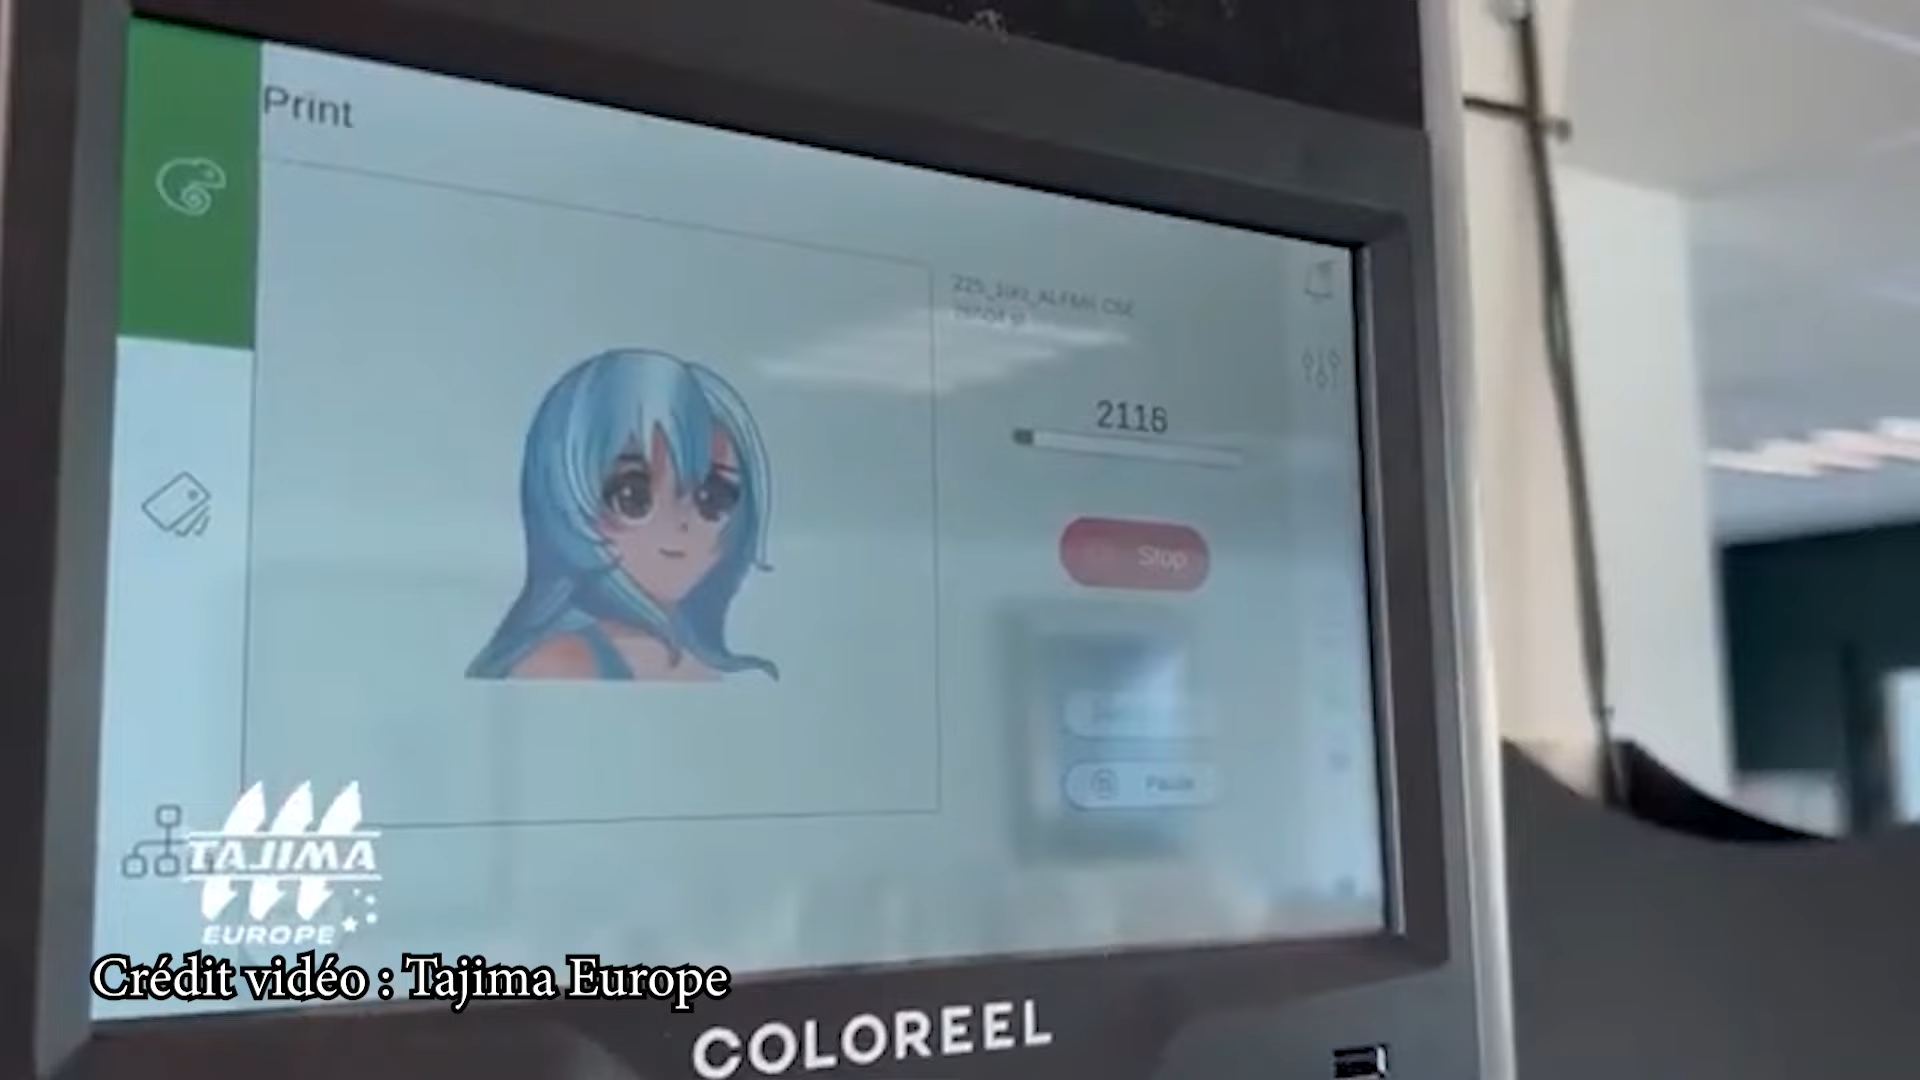 Print
2116
Stop
Pause
TAJIMA
EUROPE
Crédit vidéo : Tajima Europe
COLOREEL